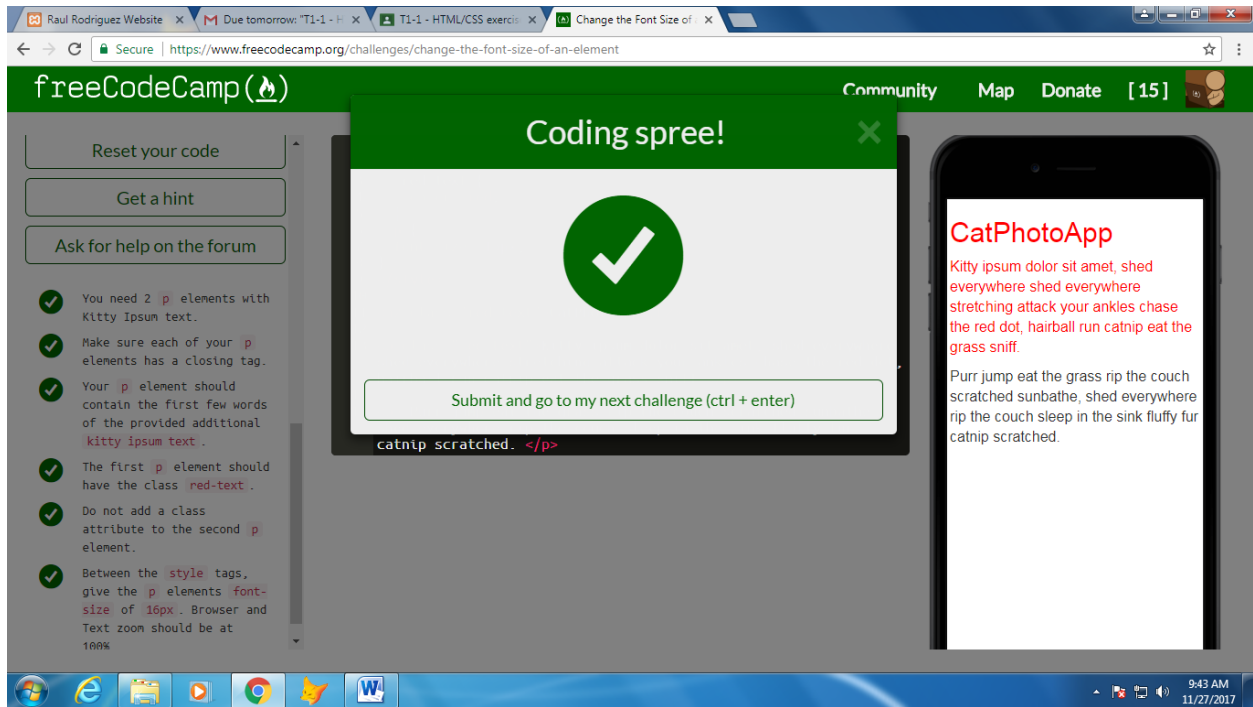 Raul Rodriguez Website
Due tomorrow: "T1-1 - H
T1-1 - HTML/CSS exercis
Change the Font Size of
Secure | https://www.freecodecamp.org/challenges/change-the-font-size-of-an-element
freeCodeCamp(
)
Community Map Donate [ 15 ]
Reset your code
Get a hint
Ask for help on the forum
You need 2 p elements with
Kitty Ipsum text.
Make sure each of your p
elements has a closing tag.
Your p element should
contain the first few words
of the provided additional
kitty ipsum text .
The first p element should
have the class red-text .
Do not add a class
attribute to the second p
element.
Between the style tags,
give the p elements font-
size of 16px . Browser and
Text zoom should be at
100%
Coding spree!
Submit and go to my next challenge (ctrl + enter)
catnip scratched. </p>
CatPhotoApp
Kitty ipsum dolor sit amet, shed
everywhere shed everywhere
stretching attack your ankles chase
the red dot, hairball run catnip eat the
grass sniff.
Purr jump eat the grass rip the couch
scratched sunbathe, shed everywhere
rip the couch sleep in the sink fluffy fur
catnip scratched.
9:43 AM
11/27/2017